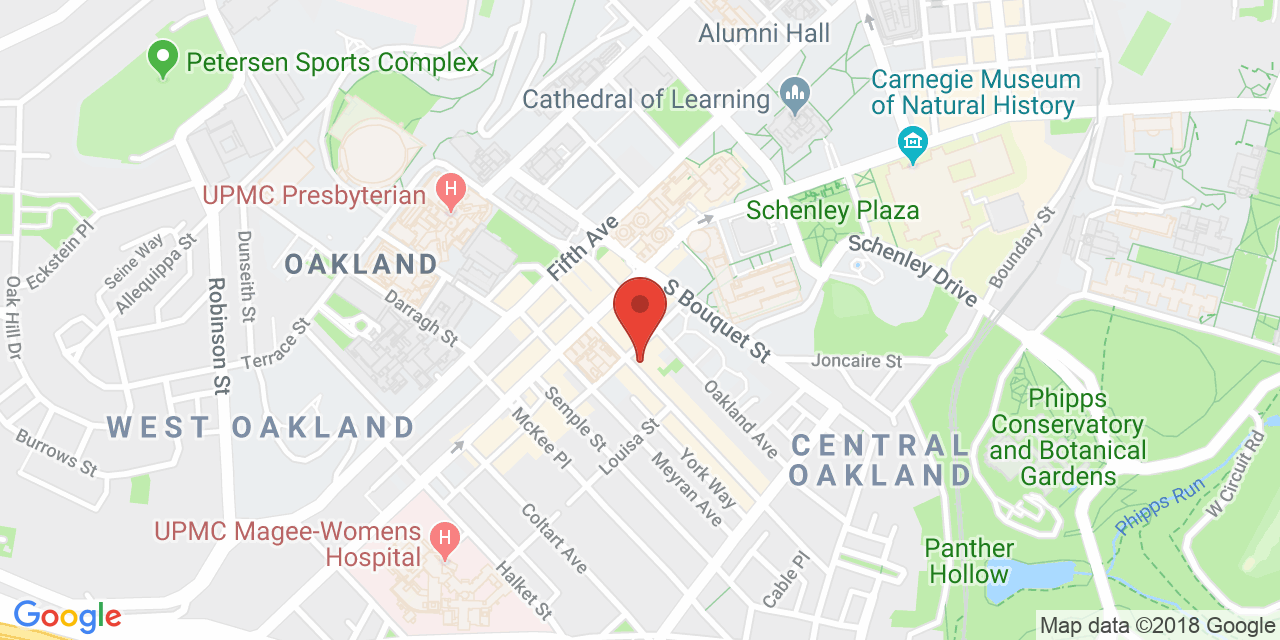 Alumni Hall
Petersen Sports Complex
Carnegie Museum
of Natural History
Cathedral of Learning
UPMC Presbyterian
H
Schenley Plaza
Fifth Ave
Eckstein Pl
Seine Way
Allequippa St
Dunseith St
OAKLAND
Schenley Drive
Boundary St
Oak Hill Dr
Robinson St
Darragh St
S Bouquet St
Terrace St
Joncaire St
WEST OAKLAND
Burrows St
Semple St
McKee Pl
Louisa St
Oakland Ave
Meyran Ave
York Way
CENTRAL
OAKLAND
Phipps
Conservatory
and Botanical
Gardens
W Circuit Rd
Phipps Run
UPMC Magee-Womens
Hospital
H
Coltart Ave
Halket St
Cable Pl
Panther
Hollow
Google
Map data ©2018 Google